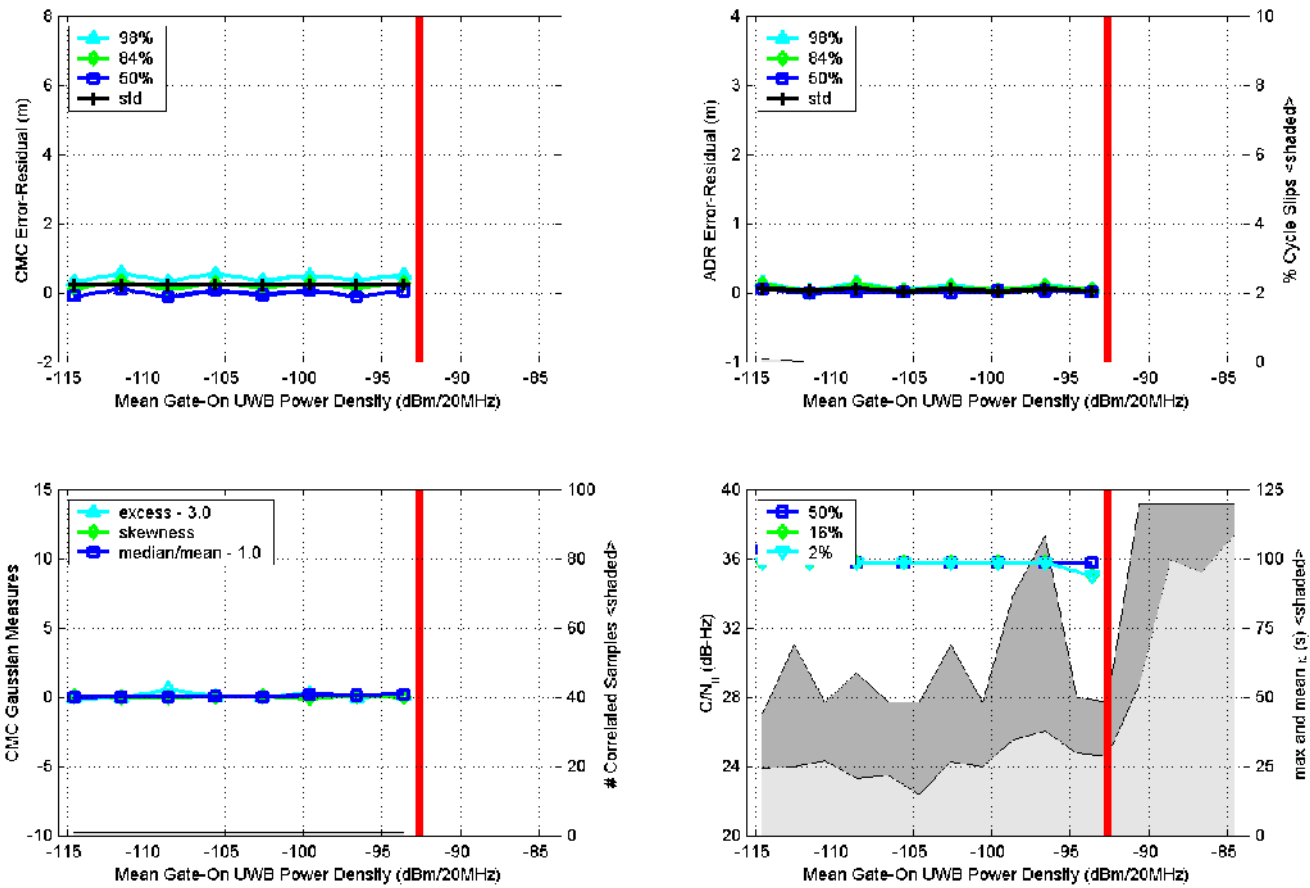 8
98%
84%
50%
std
6
4
2
0
-2
CMC Error-Residual (m)
-115 -110 -105 -100 -95 -90 -85
Mean Gate-On UWB Power Density (dBm/20MHz)
4
98%
84%
50%
std
3
2
1
0
-1
ADR Error-Residual (m)
10
8
6
4
2
0
% Cycle Slips <shaded>
-115 -110 -105 -100 -95 -90 -85
Mean Gate-On UWB Power Density (dBm/20MHz)
15
excess - 3.0
skewness
median/mean - 1.0
10
5
0
-5
-10
CMC Gaussian Measures
100
80
60
40
20
0
# Correlated Samples <shaded>
-115 -110 -105 -100 -95 -90 -85
Mean Gate-On UWB Power Density (dBm/20MHz)
40
50%
16%
2%
36
32
28
24
20
C/N (dB-Hz)
125
100
75
50
25
0
max and mean (s) <shaded>
-115 -110 -105 -100 -95 -90 -85
Mean Gate-On UWB Power Density (dBm/20MHz)